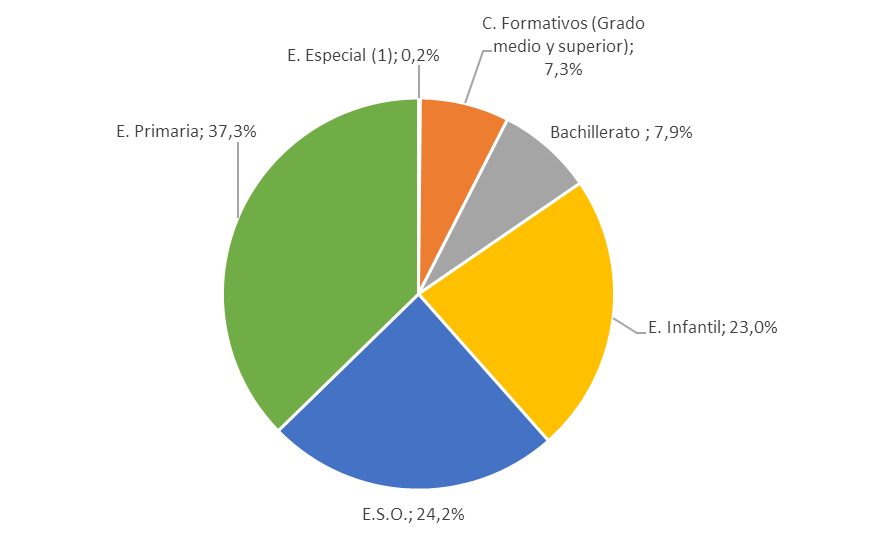 C. Formativos (Grado
medio y superior);
7,3%
E. Especial (1); 0,2%
E. Primaria; 37,3%
Bachillerato ; 7,9%
E. Infantil; 23,0%
E.S.O.; 24,2%